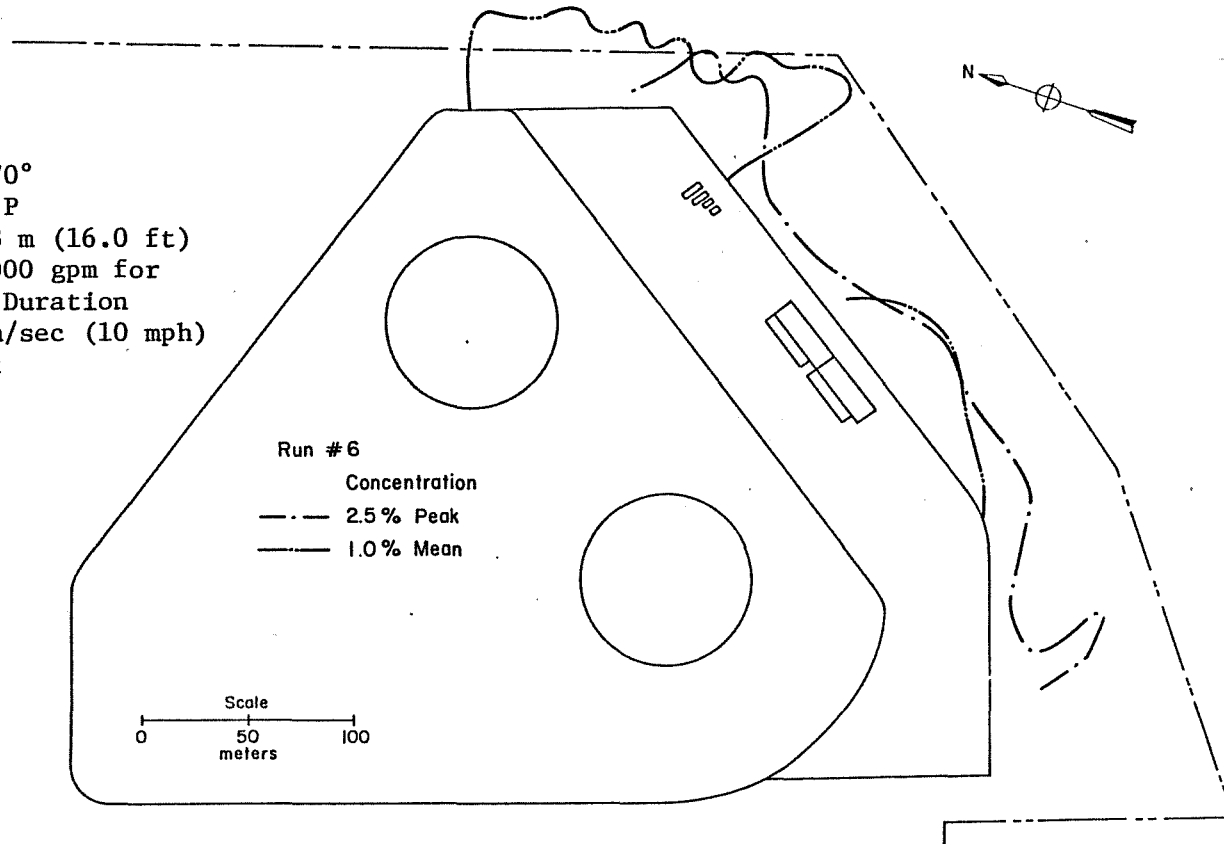 N
70°
P
m (16.0 ft)
000 gpm for
Duration
m/sec (10 mph)
Run #6
Concentration
2.5% Peak
1.0% Mean
Scale
0 50 100
meters